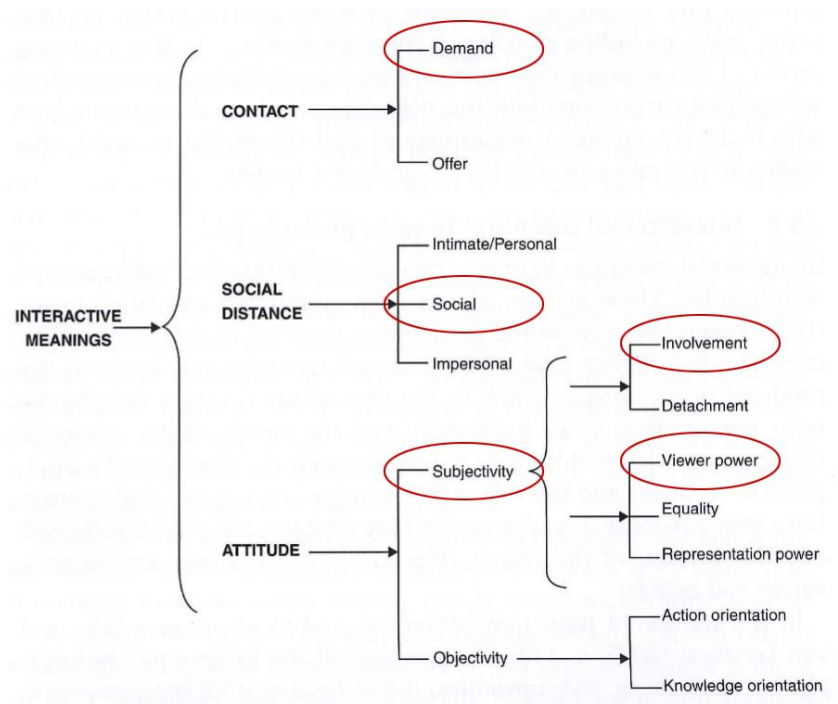 Demand
CONTACT
Offer
Intimate/Personal
SOCIAL
DISTANCE
Social
INTERACTIVE
MEANINGS
Impersonal
Involvement
Detachment
Subjectivity
Viewer power
Equality
ATTITUDE
Representation power
Action orientation
Objectivity
Knowledge orientation